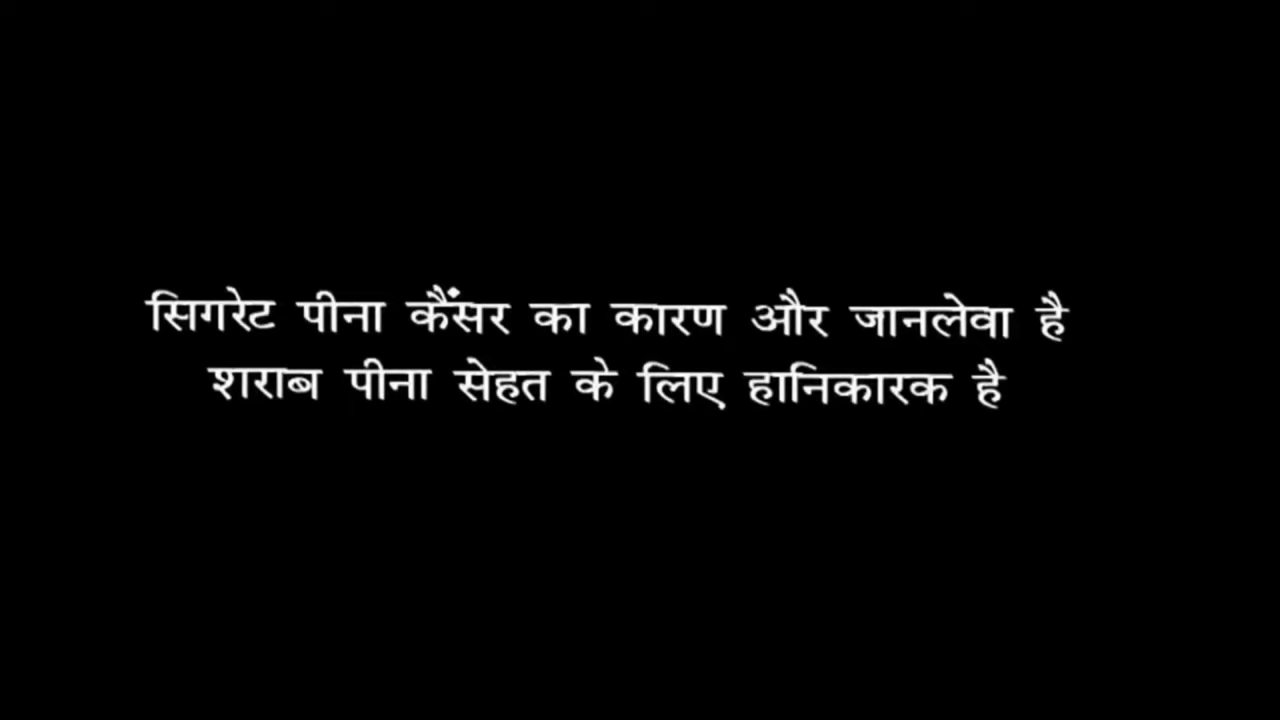 सिगरेट पीना कैंसर का कारण और जानलेवा है
शराब पीना सेहत के लिए हानिकारक है